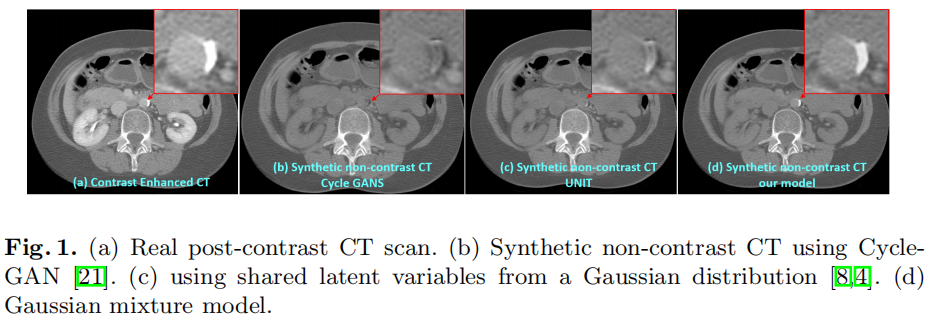 (a) Contrast Enhanced CT
(b) Synthetic non-contrast CT
Cycle GANS
(c) Synthetic non-contrast CT
UNIT
(d) Synthetic non-contrast CT
our model
Fig. 1. (a) Real post-contrast CT scan. (b) Synthetic non-contrast CT using Cycle-
GAN [21]. (c) using shared latent variables from a Gaussian distribution [8,4]. (d)
Gaussian mixture model.